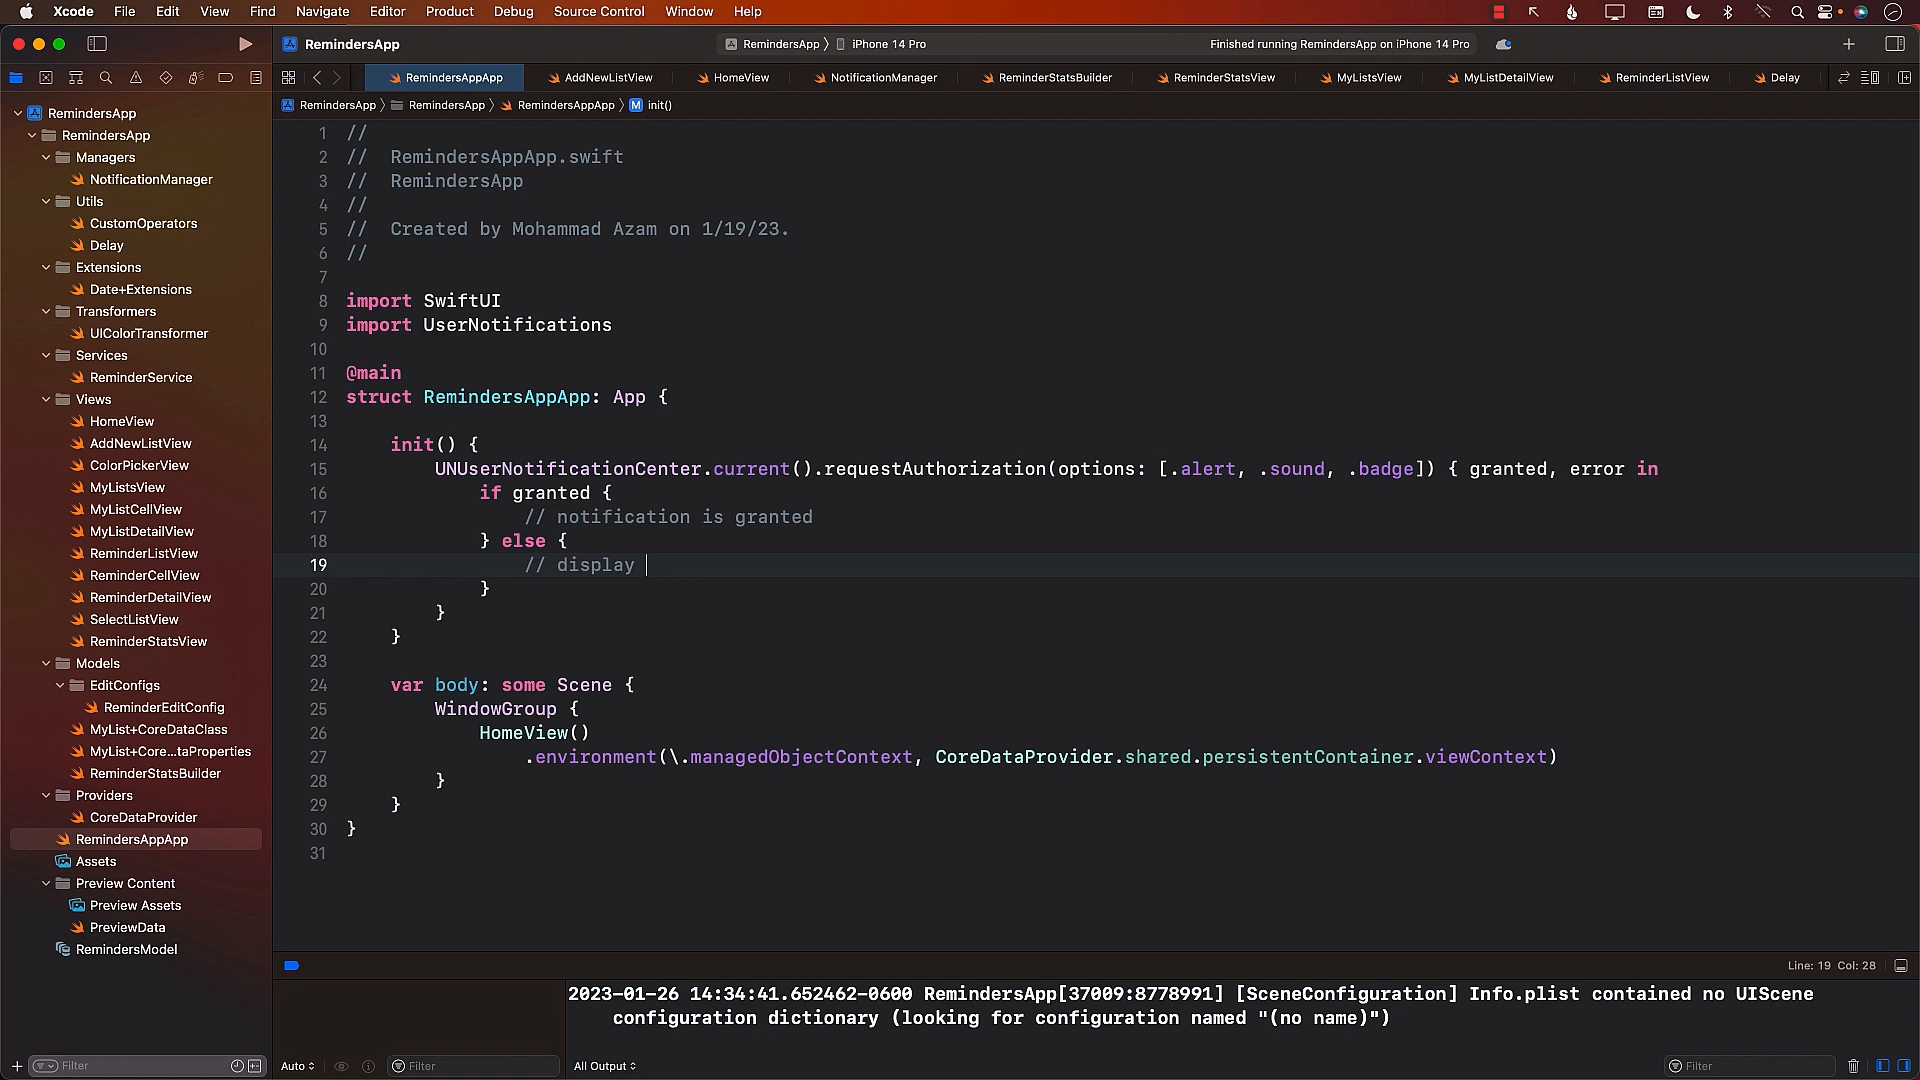 Xcode File Edit View Find Navigate Editor Product Debug Source Control Window Help
RemindersApp
RemindersApp iPhone 14 Pro
Finished running RemindersApp on iPhone 14 Pro
RemindersAppApp AddNewListView HomeView NotificationManager ReminderStatsBuilder ReminderStatsView MyListsView MyListDetailView ReminderListView Delay
RemindersApp RemindersApp RemindersAppApp M init()
RemindersApp
RemindersApp
Managers
NotificationManager
Utils
CustomOperators
Delay
Extensions
Date+Extensions
Transformers
UIColorTransformer
Services
ReminderService
Views
HomeView
AddNewListView
ColorPickerView
MyListsView
MyListCellView
MyListDetailView
ReminderListView
ReminderCellView
ReminderDetailView
SelectListView
ReminderStatsView
Models
EditConfigs
ReminderEditConfig
MyList+CoreDataClass
MyList+Core...taProperties
ReminderStatsBuilder
Providers
CoreDataProvider
RemindersAppApp
Assets
Preview Content
Preview Assets
PreviewData
RemindersModel
Filter
1 //
2 //  RemindersAppApp.swift
3 //  RemindersApp
4 //
5 //  Created by Mohammad Azam on 1/19/23.
6 //
7
8 import SwiftUI
9 import UserNotifications
10
11 @main
12 struct RemindersAppApp: App {
13
14     init() {
15         UNUserNotificationCenter.current().requestAuthorization(options: [.alert, .sound, .badge]) { granted, error in
16             if granted {
17                 // notification is granted
18             } else {
19                 // display
20             }
21         }
22     }
23
24     var body: some Scene {
25         WindowGroup {
26             HomeView()
27                 .environment(\.managedObjectContext, CoreDataProvider.shared.persistentContainer.viewContext)
28         }
29     }
30 }
31
Line: 19 Col: 28
2023-01-26 14:34:41.652462-0600 RemindersApp[37009:8778991] [SceneConfiguration] Info.plist contained no UIScene
configuration dictionary (looking for configuration named "(no name)")
Auto Filter All Output Filter